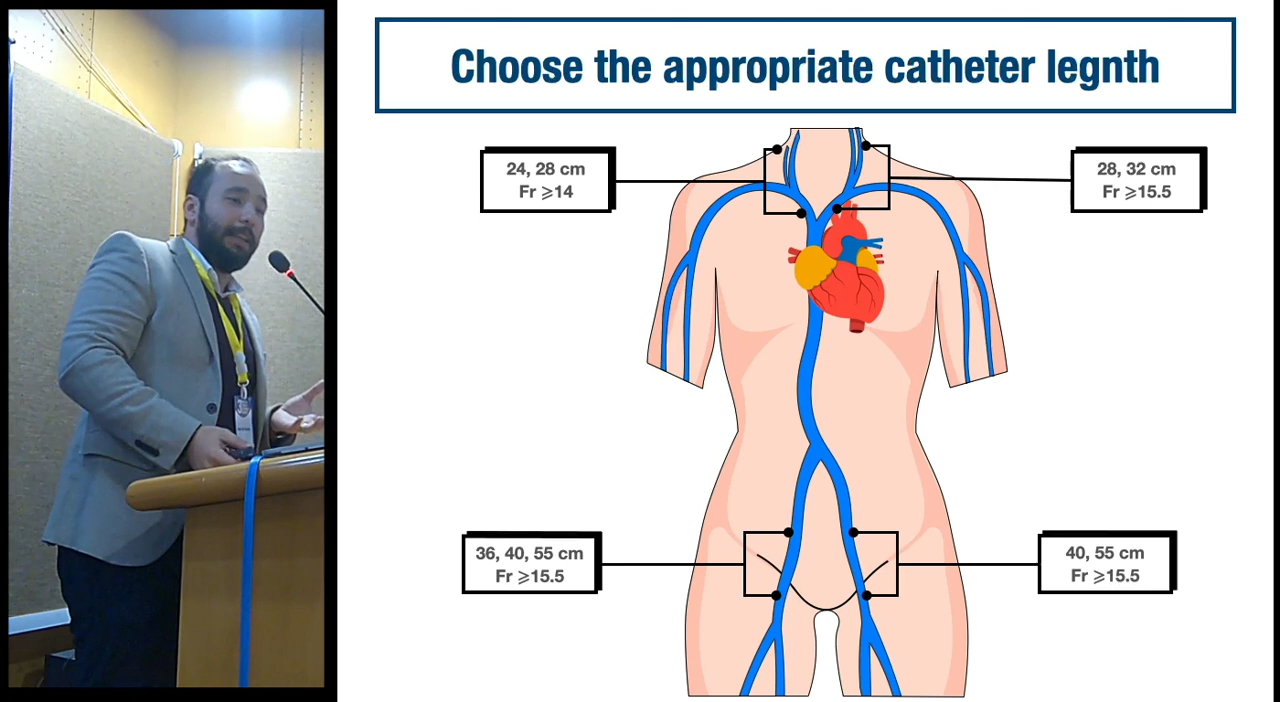 Choose the appropriate catheter legnth
24, 28 cm
Fr ⩾14
28, 32 cm
Fr ⩾15.5
36, 40, 55 cm
Fr ⩾15.5
40, 55 cm
Fr ⩾15.5